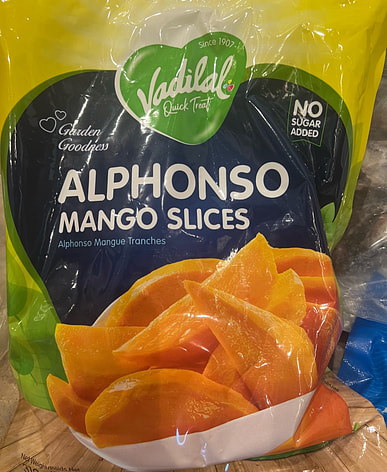 Since 1907
Vadilal
Quick Treat
Garden
Goodness
NO
SUGAR
ADDED
ALPHONSO
MANGO SLICES
Alphonso Mangue Tranches